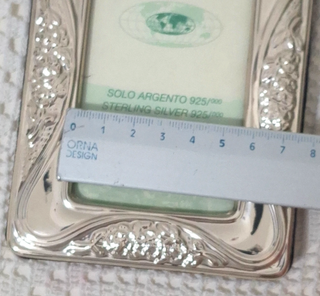 SOLO ARGENTO 925/000
STERLING SILVER 925/000
0 1 2 3 4 5 6 7 8
ORNA
DESIGN